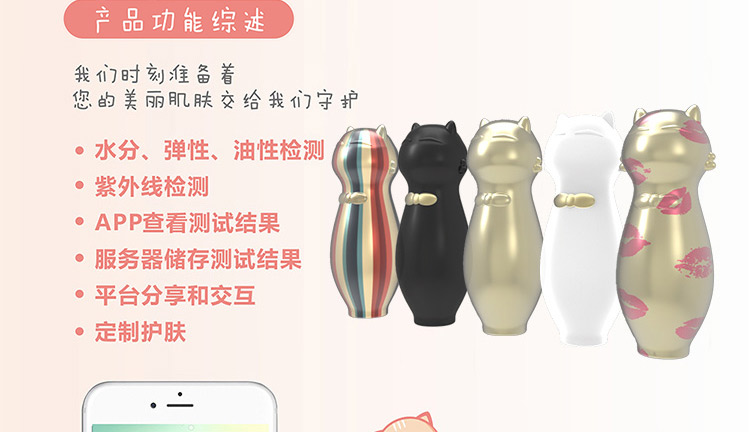 产品功能综述
我们时刻准备着
您的美丽肌肤交给我们守护
• 水分、弹性、油性检测
• 紫外线检测
• APP查看测试结果
• 服务器储存测试结果
• 平台分享和交互
• 定制护肤